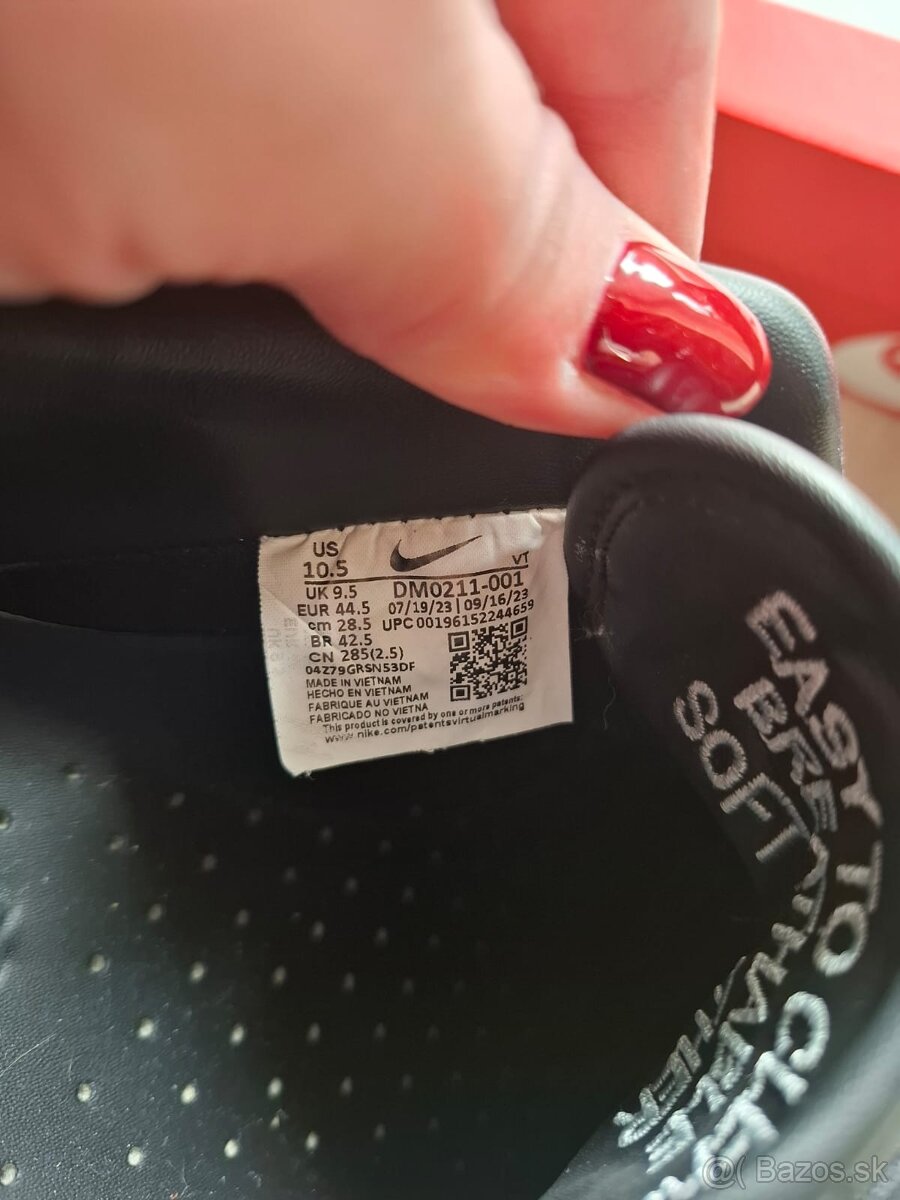 US
10.5
VT
UK 9.5
DM0211-001
EUR 44.5
07/19/23 | 09/16/23
cm 28.5
UPC 00196152244659
BR 42.5
CN 285(2.5)
04Z79GRSN53DF
MADE IN VIETNAM
HECHO EN VIETNAM
FABRIQUE AU VIETNAM
FABRICADO NO VIETNA
This product is covered by one or more patents:
www.nike.com/patentsvirtualmarking
EASY TO
SOFT
Bazos.sk